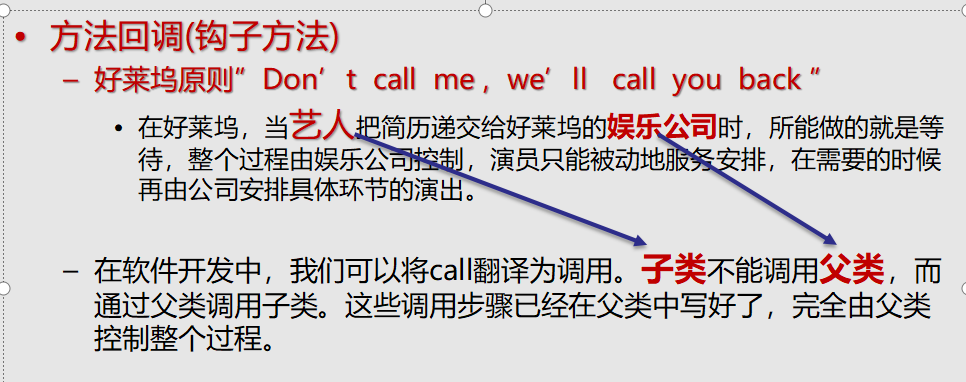 • 方法回调(钩子方法)
– 好莱坞原则”Don’t call me , we’ll call you back “
• 在好莱坞，当艺人把简历递交给好莱坞的娱乐公司时，所能做的就是等
待，整个过程由娱乐公司控制，演员只能被动地服务安排，在需要的时候
再由公司安排具体环节的演出。
– 在软件开发中，我们可以将call翻译为调用。子类不能调用父类，而
通过父类调用子类。这些调用步骤已经在父类中写好了，完全由父类
控制整个过程。